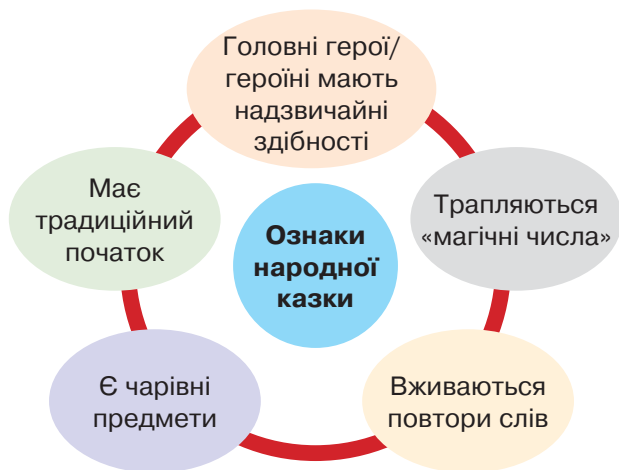 Головні герої/
героїні мають
надзвичайні
здібності
Має
традиційний
початок
Ознаки
народної
казки
Трапляються
«магічні числа»
Є чарівні
предмети
Вживаються
повтори слів